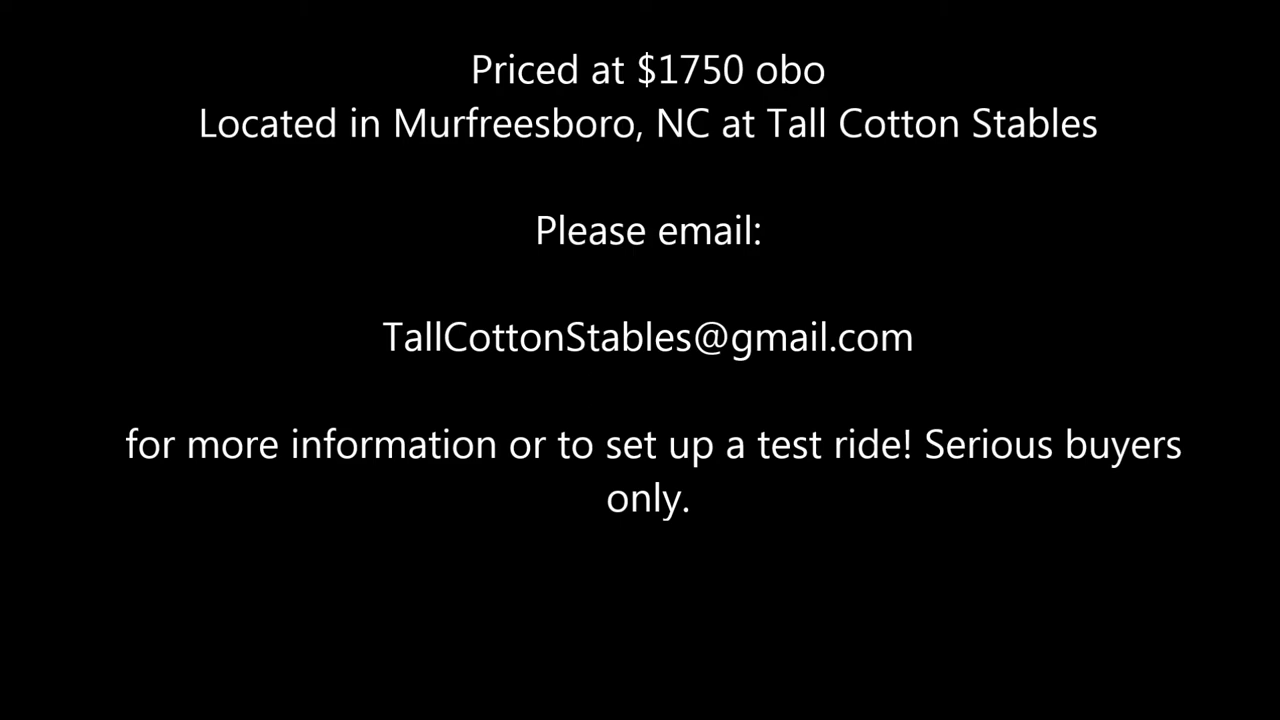 Priced at $1750 obo
Located in Murfreesboro, NC at Tall Cotton Stables
Please email:
TallCottonStables@gmail.com
for more information or to set up a test ride! Serious buyers
only.